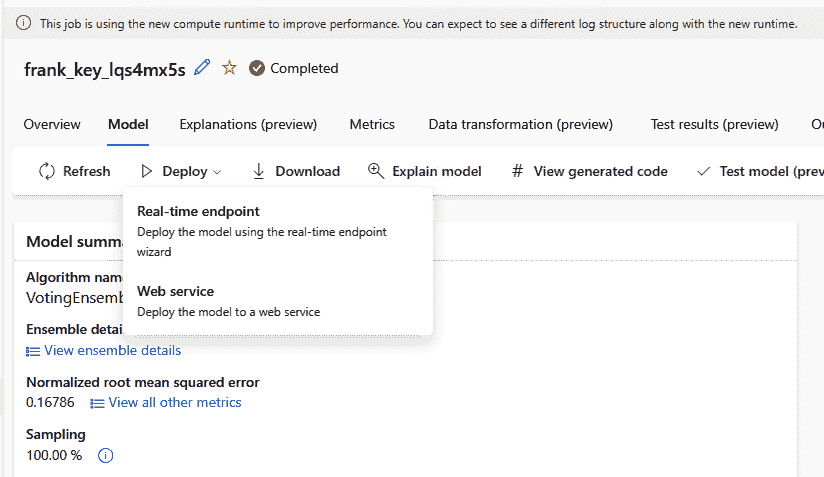 This job is using the new compute runtime to improve performance. You can expect to see a different log structure along with the new runtime.
frank_key_lqs4mx5s Completed
Overview Model Explanations (preview) Metrics Data transformation (preview) Test results (preview)
Refresh Deploy Download Explain model # View generated code Test model (prev
Real-time endpoint
Deploy the model using the real-time endpoint
wizard
Web service
Deploy the model to a web service
Model summa
Algorithm name
VotingEnsemb
Ensemble detai
View ensemble details
Normalized root mean squared error
0.16786 View all other metrics
Sampling
100.00 %